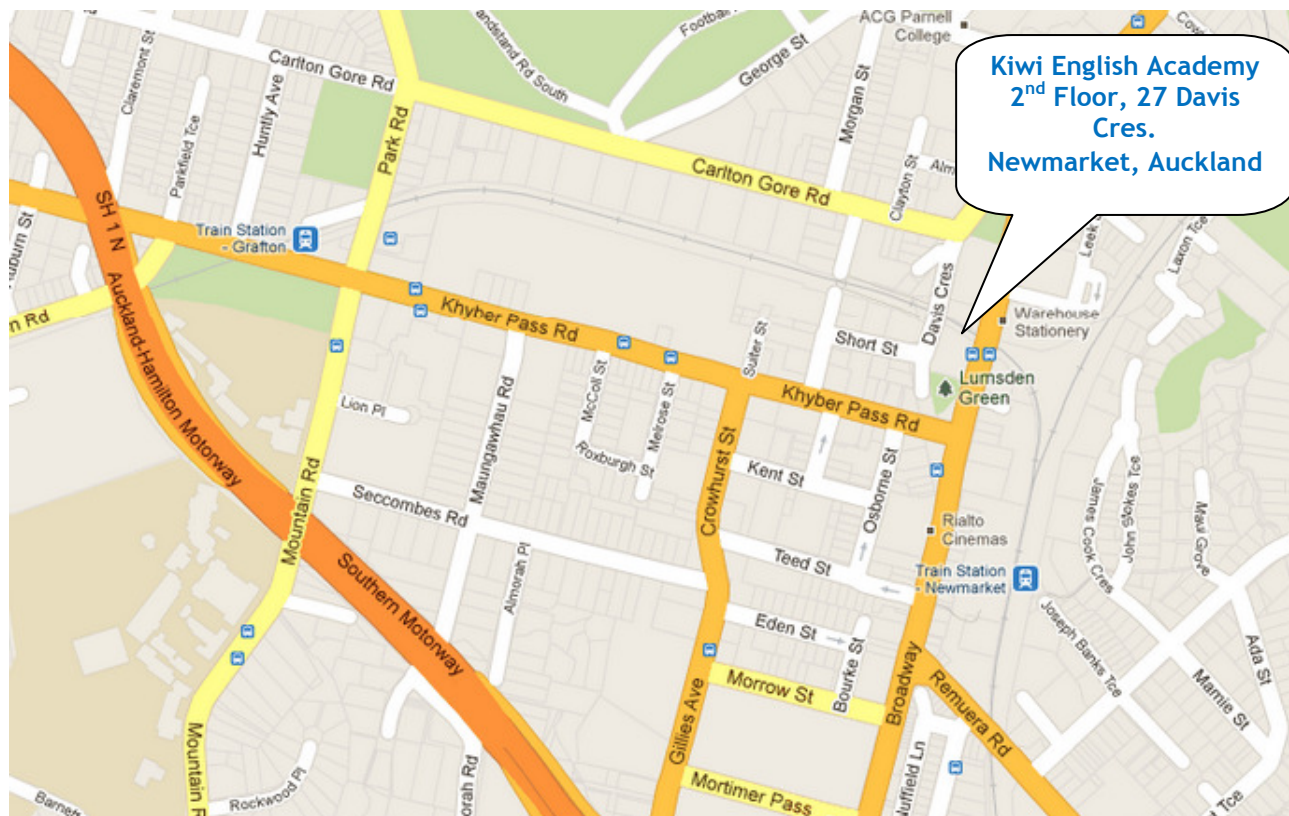 Kiwi English Academy
2nd Floor, 27 Davis
Cres.
Newmarket, Auckland
ACG Parnell
College
Football
George St
Carlton Gore Rd
Claremont St
Huntly Ave
Parkfield Tce
Park Rd
Morgan St
Carlton Gore Rd
Clayton St
SH 1 N
Train Station
- Grafton
Auckland-Hamilton Motorway
Khyber Pass Rd
Suiter St
Short St
Davis Cres
Leek
Laxon Tce
Warehouse
Stationery
Lumsden
Green
Khyber Pass Rd
Lion Pl
Maungawhau Rd
McColl St
Melrose St
Roxburgh St
Crowhurst St
Kent St
Osborne St
Mountain Rd
Seccombes Rd
Almorah Pl
Teed St
Rialto
Cinemas
Train Station
- Newmarket
James Cook Cres
John Stokes Tce
Maui Grove
Southern Motorway
Eden St
Bourke St
Joseph Banks Tce
Ada St
Mamie St
Morrow St
Gillies Ave
Broadway
Remuera Rd
Mountain R
Rockwood Pl
orah Rd
Mortimer Pass
Nuffield Ln
Tce